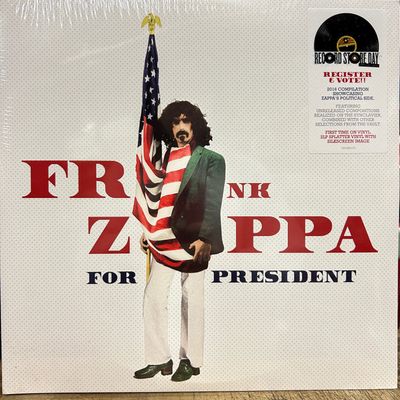 RECORD STORE DAY
REGISTER
& VOTE!!
2016 COMPILATION
SHOWCASING
ZAPPA'S POLITICAL SIDE.
FEATURING
UNRELEASED COMPOSITIONS
REALIZED ON THE SYNCLAVIER,
COMBINED WITH OTHER
SELECTIONS FROM THE VAULT.
FIRST TIME ON VINYL
2LP SPLATTER VINYL WITH
SILKSCREEN IMAGE
FR NK
Z PPA
FOR PRESIDENT